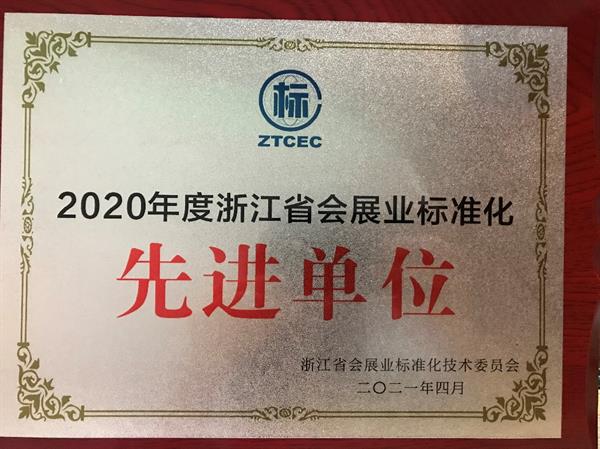 标
ZTCEC
2020年度浙江省会展业标准化
先进单位
浙江省会展业标准化技术委员会
二〇二一年四月